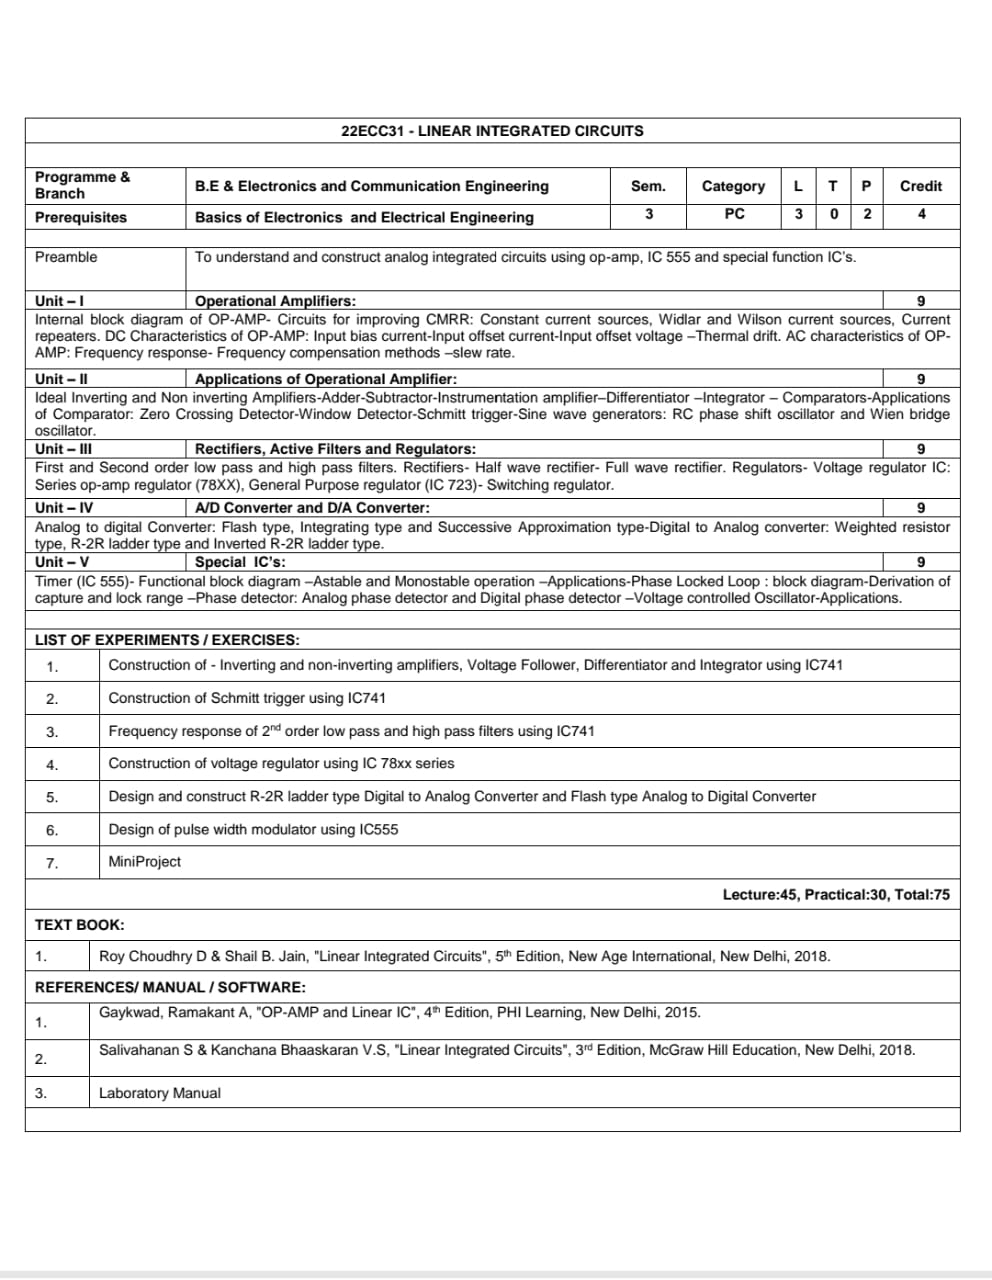 22ECC31 - LINEAR INTEGRATED CIRCUITS
Programme & Branch B.E & Electronics and Communication Engineering Sem. Category L T P Credit
Prerequisites Basics of Electronics and Electrical Engineering 3 PC 3 0 2 4
Preamble To understand and construct analog integrated circuits using op-amp, IC 555 and special function IC's.
Unit – I Operational Amplifiers: 9
Internal block diagram of OP-AMP- Circuits for improving CMRR: Constant current sources, Widlar and Wilson current sources, Current
repeaters. DC Characteristics of OP-AMP: Input bias current-Input offset current-Input offset voltage –Thermal drift. AC characteristics of OP-
AMP: Frequency response- Frequency compensation methods –slew rate.
Unit – II Applications of Operational Amplifier: 9
Ideal Inverting and Non inverting Amplifiers-Adder-Subtractor-Instrumentation amplifier–Differentiator –Integrator – Comparators-Applications
of Comparator: Zero Crossing Detector-Window Detector-Schmitt trigger-Sine wave generators: RC phase shift oscillator and Wien bridge
oscillator.
Unit – III Rectifiers, Active Filters and Regulators: 9
First and Second order low pass and high pass filters. Rectifiers- Half wave rectifier- Full wave rectifier. Regulators- Voltage regulator IC:
Series op-amp regulator (78XX), General Purpose regulator (IC 723)- Switching regulator.
Unit – IV A/D Converter and D/A Converter: 9
Analog to digital Converter: Flash type, Integrating type and Successive Approximation type-Digital to Analog converter: Weighted resistor
type, R-2R ladder type and Inverted R-2R ladder type.
Unit – V Special IC's: 9
Timer (IC 555)- Functional block diagram –Astable and Monostable operation –Applications-Phase Locked Loop : block diagram-Derivation of
capture and lock range –Phase detector: Analog phase detector and Digital phase detector –Voltage controlled Oscillator-Applications.
LIST OF EXPERIMENTS / EXERCISES:
1. Construction of - Inverting and non-inverting amplifiers, Voltage Follower, Differentiator and Integrator using IC741
2. Construction of Schmitt trigger using IC741
3. Frequency response of 2nd order low pass and high pass filters using IC741
4. Construction of voltage regulator using IC 78xx series
5. Design and construct R-2R ladder type Digital to Analog Converter and Flash type Analog to Digital Converter
6. Design of pulse width modulator using IC555
7. MiniProject
Lecture:45, Practical:30, Total:75
TEXT BOOK:
1. Roy Choudhry D & Shail B. Jain, "Linear Integrated Circuits", 5th Edition, New Age International, New Delhi, 2018.
REFERENCES/ MANUAL / SOFTWARE:
1. Gaykwad, Ramakant A, "OP-AMP and Linear IC", 4th Edition, PHI Learning, New Delhi, 2015.
2. Salivahanan S & Kanchana Bhaaskaran V.S, "Linear Integrated Circuits", 3rd Edition, McGraw Hill Education, New Delhi, 2018.
3. Laboratory Manual